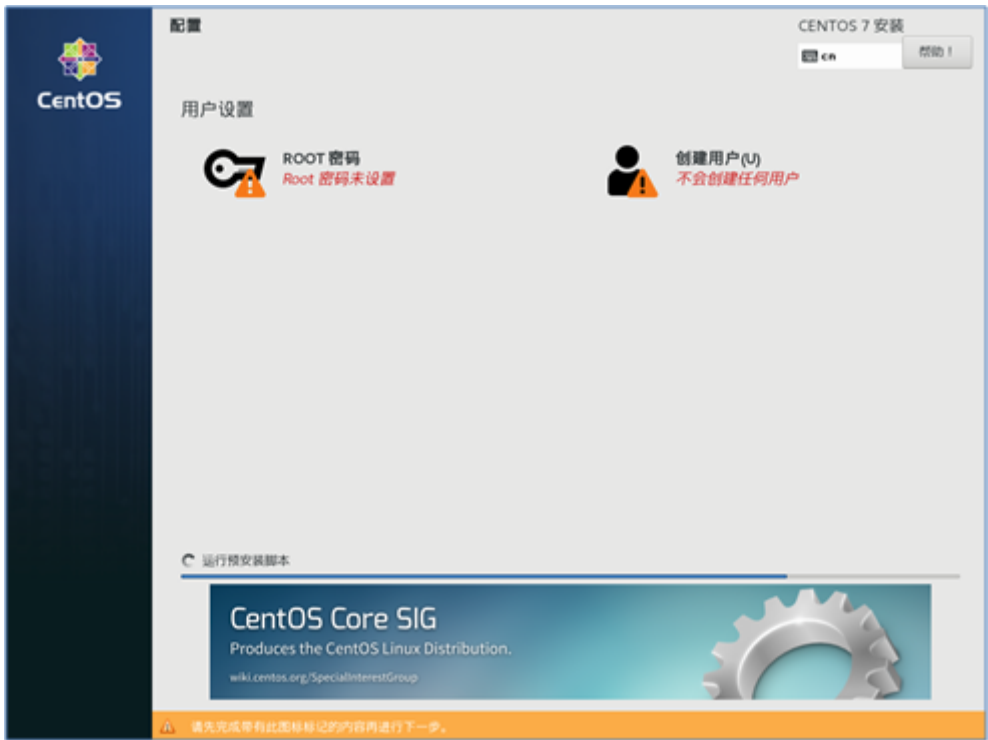 配置
CENTOS 7 安装
cn
帮助！
CentOS
用户设置
ROOT 密码
Root 密码未设置
创建用户(U)
不会创建任何用户
运行预安装脚本
CentOS Core SIG
Produces the CentOS Linux Distribution.
wiki.centos.org/SpecialInterestGroup
请先完成带有此图标标记的内容再进行下一步。